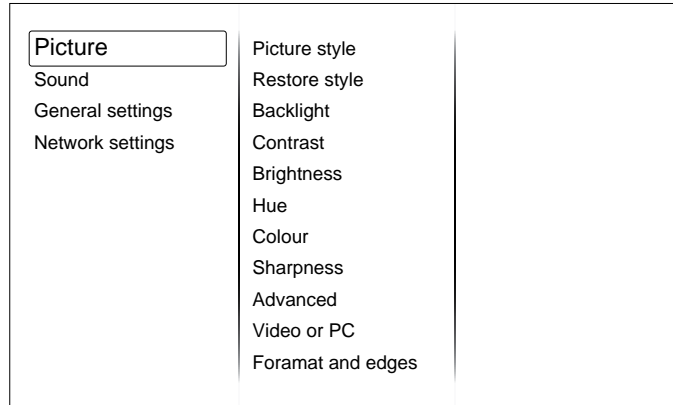 Picture
Sound
General settings
Network settings
Picture style
Restore style
Backlight
Contrast
Brightness
Hue
Colour
Sharpness
Advanced
Video or PC
Foramat and edges